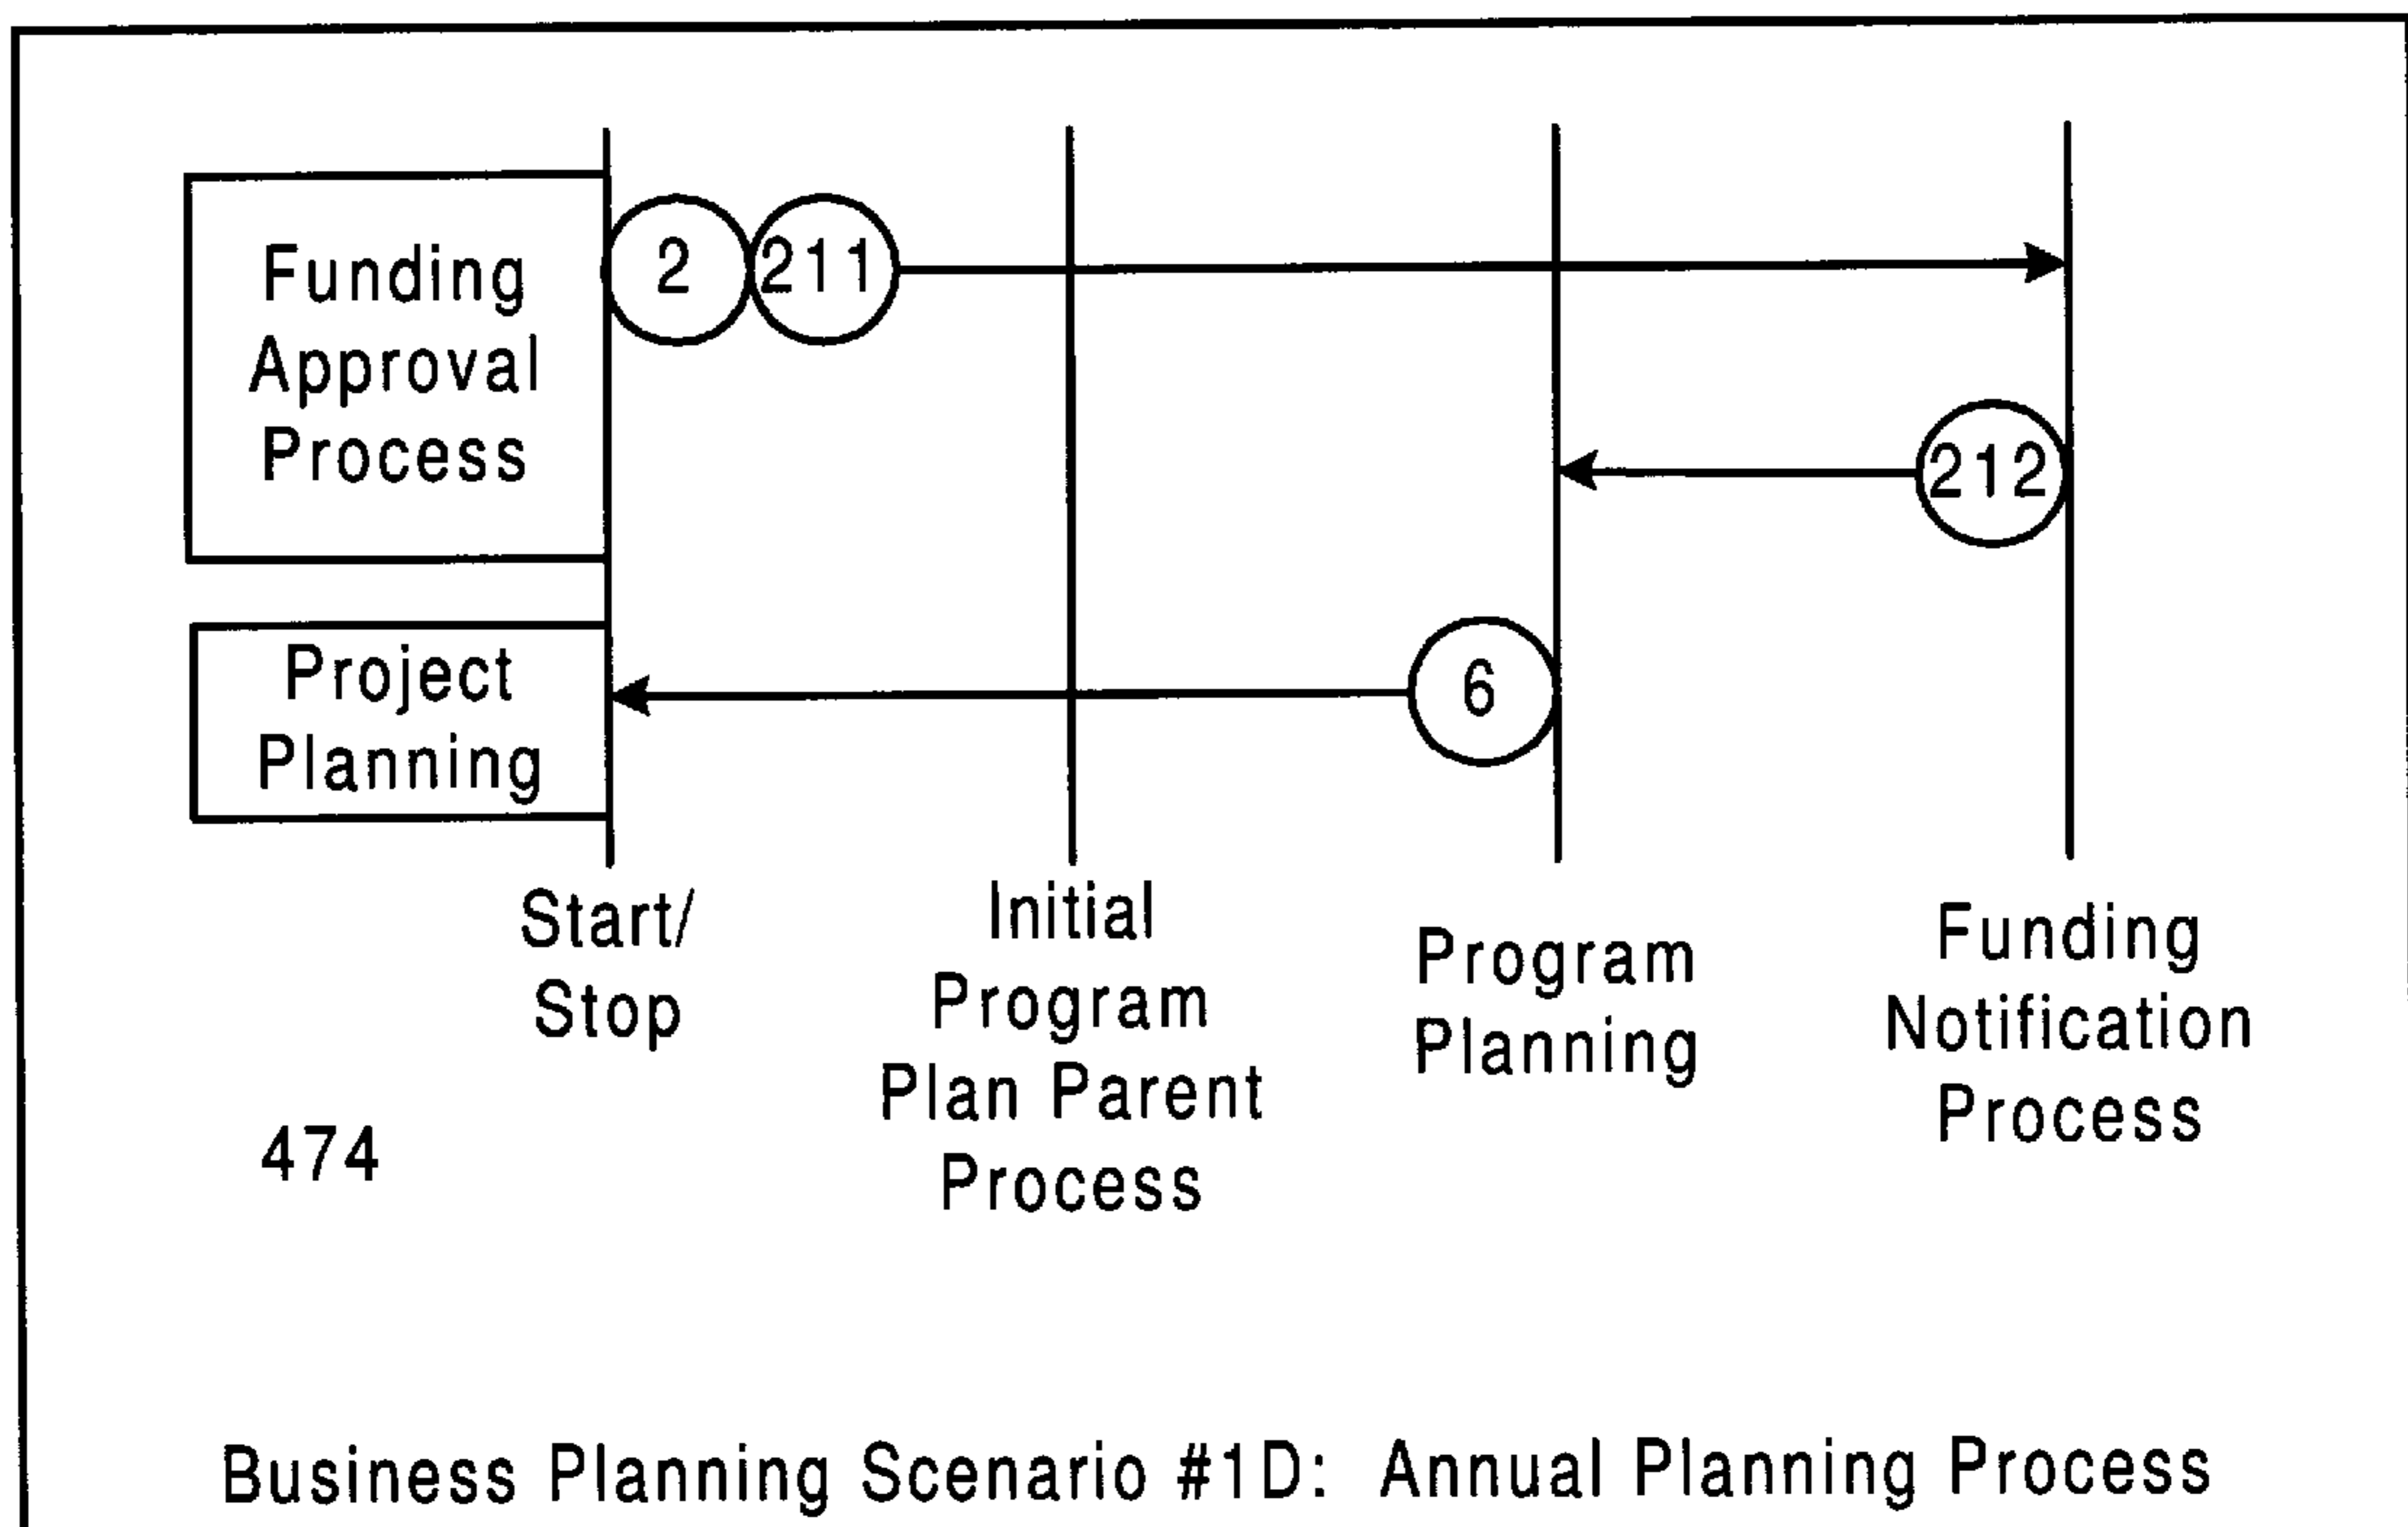 Funding
Approval
Process
2
211
212
Project
Planning
6
Start/
Stop
Initial
Program
Plan Parent
Process
Program
Planning
Funding
Notification
Process
474
Business Planning Scenario #1D: Annual Planning Process